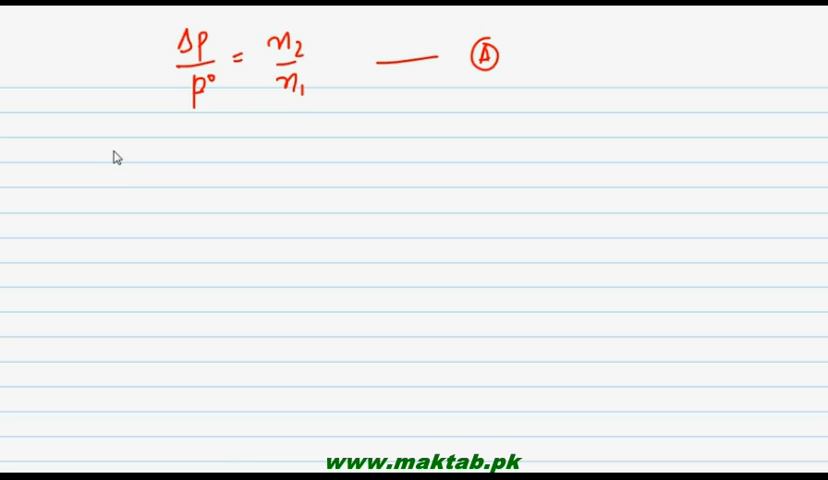 Δp/p° = n₂/n₁ —— Ⓐ
www.maktab.pk